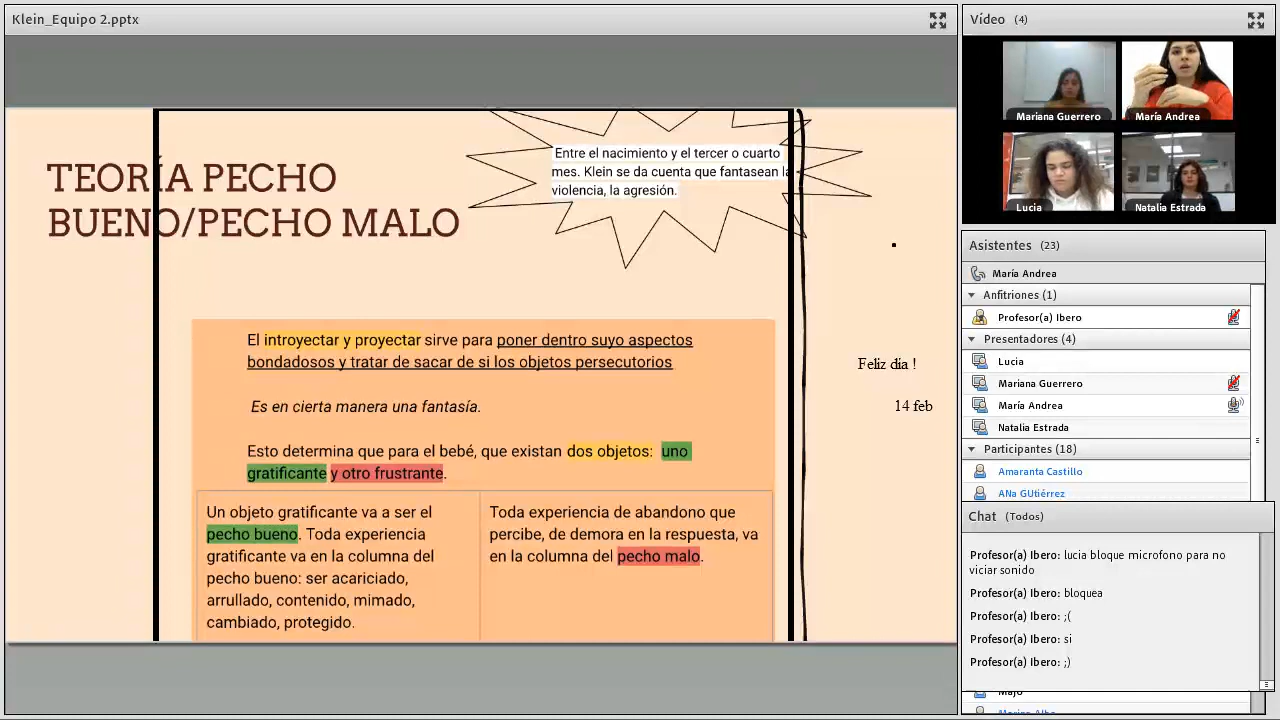 Klein_Equipo 2.pptx
TEORÍA PECHO
BUENO/PECHO MALO
Entre el nacimiento y el tercer o cuarto
mes. Klein se da cuenta que fantasean la
violencia, la agresión.
El introyectar y proyectar sirve para poner dentro suyo aspectos
bondadosos y tratar de sacar de si los objetos persecutorios
Es en cierta manera una fantasía.
Esto determina que para el bebé, que existan dos objetos: uno
gratificante y otro frustrante.
Un objeto gratificante va a ser el
pecho bueno. Toda experiencia
gratificante va en la columna del
pecho bueno: ser acariciado,
arrullado, contenido, mimado,
cambiado, protegido.
Toda experiencia de abandono que
percibe, de demora en la respuesta, va
en la columna del pecho malo.
Feliz día !
14 feb
Vídeo (4)
Mariana Guerrero
María Andrea
Lucia
Natalia Estrada
Asistentes (23)
María Andrea
Anfitriones (1)
Profesor(a) Ibero
Presentadores (4)
Lucia
Mariana Guerrero
María Andrea
Natalia Estrada
Participantes (18)
Amaranta Castillo
ANa GUtiérrez
Chat (Todos)
Profesor(a) Ibero: lucia bloque microfono para no
viciar sonido
Profesor(a) Ibero: bloquea
Profesor(a) Ibero: ;(
Profesor(a) Ibero: si
Profesor(a) Ibero: ;)
Majo